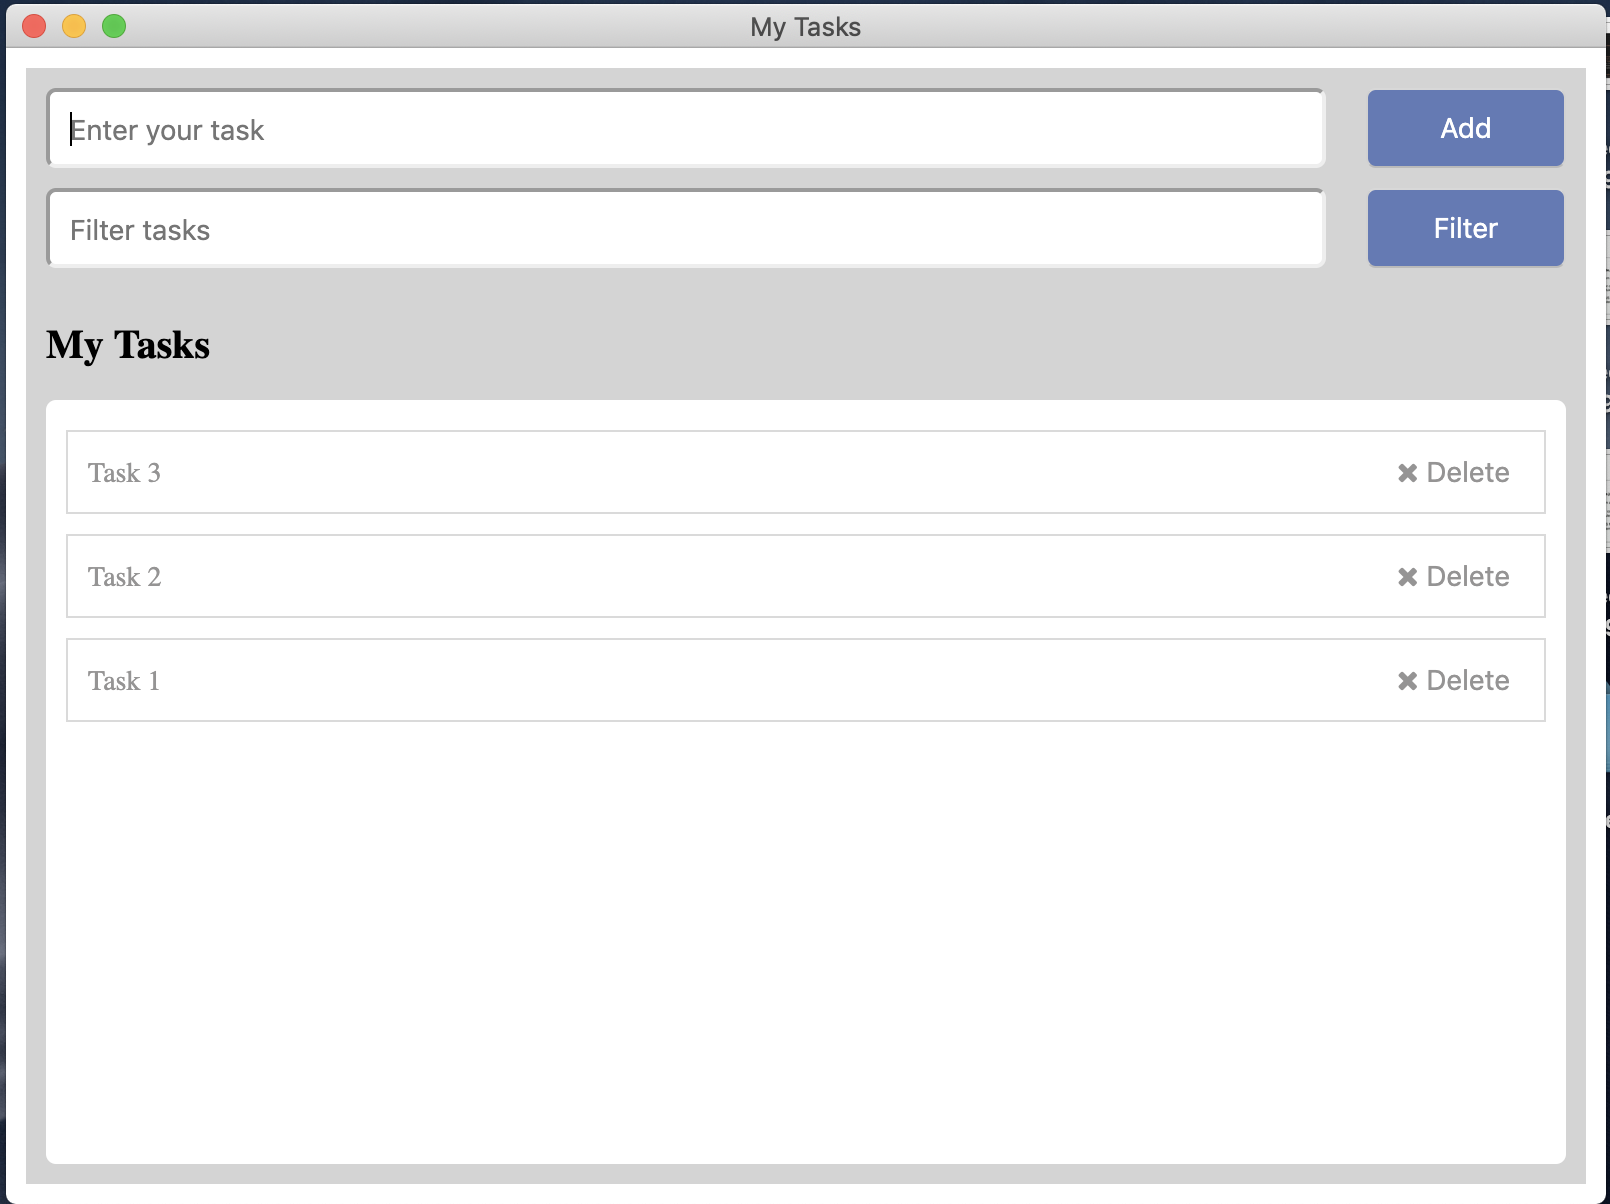 My Tasks
Enter your task
Add
Filter tasks
Filter
My Tasks
Task 3 Delete
Task 2 Delete
Task 1 Delete